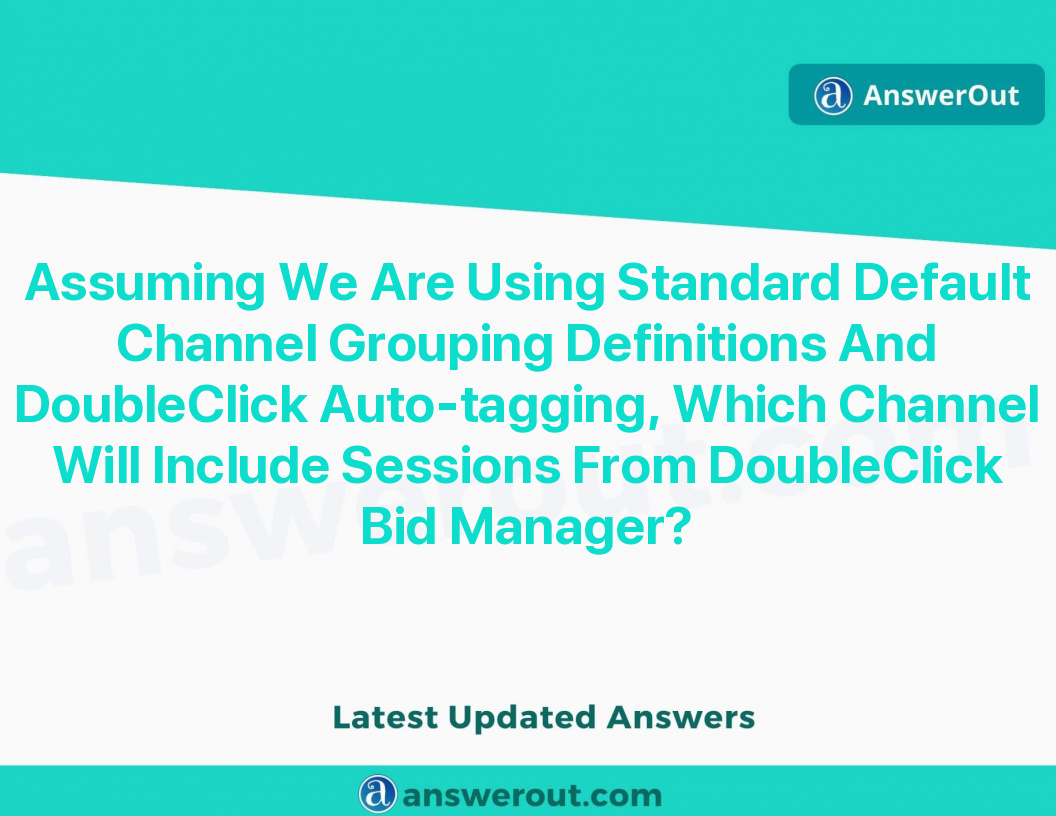 AnswerOut
Assuming We Are Using Standard Default
Channel Grouping Definitions And
DoubleClick Auto-tagging, Which Channel
Will Include Sessions From DoubleClick
Bid Manager?
answerout.com
Latest Updated Answers
answerout.com